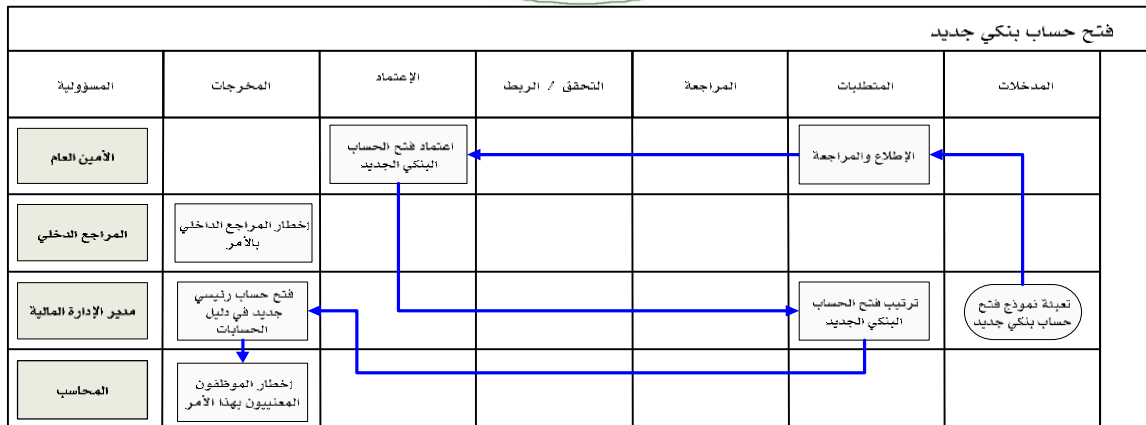 فتح حساب بنكي جديد
المدخلات
المتطلبات
المراجعة
التحقق / الربط
الإعتماد
المخرجات
المسؤولية
الإطلاع والمراجعة
اعتماد فتح الحساب
البنكي الجديد
الأمين العام
إخطار المراجع الداخلي
بالأمر
المراجع الدخلي
تعبئة نموذج فتح
حساب بنكي جديد
ترتيب فتح الحساب
البنكي الجديد
فتح حساب رئيسي
جديد في دليل
الحسابات
مدير الإدارة المالية
إخطار الموظفون
المعنييون بهذا الأمر
المحاسب